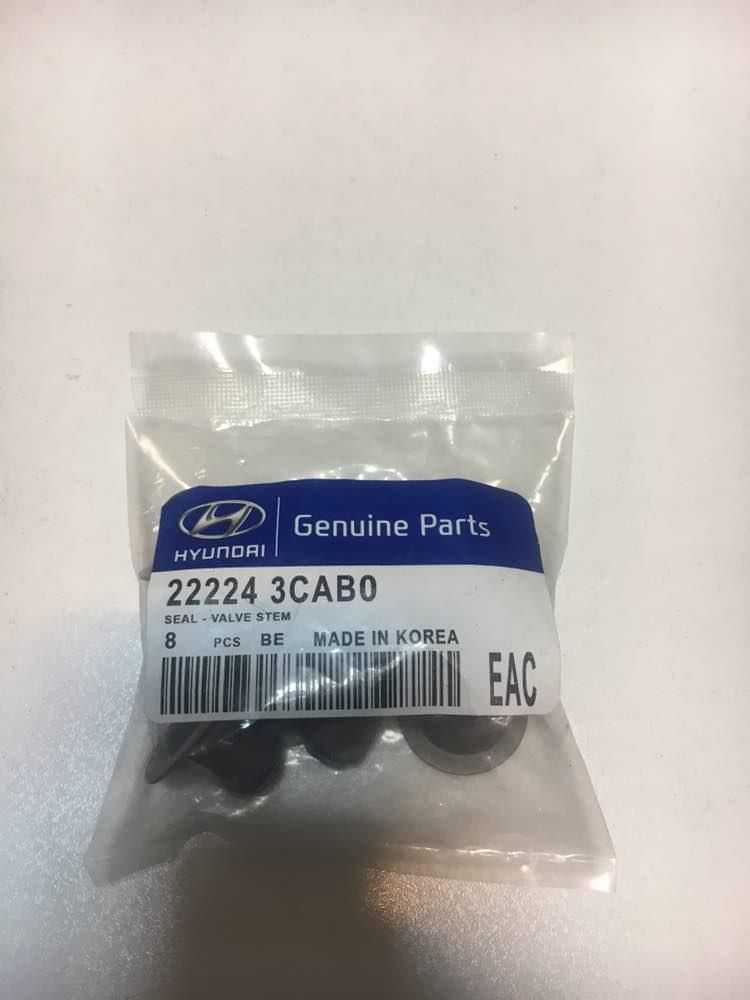 HYUNDAI
Genuine Parts
22224 3CAB0
SEAL - VALVE STEM
8 PCS BE MADE IN KOREA
EAC